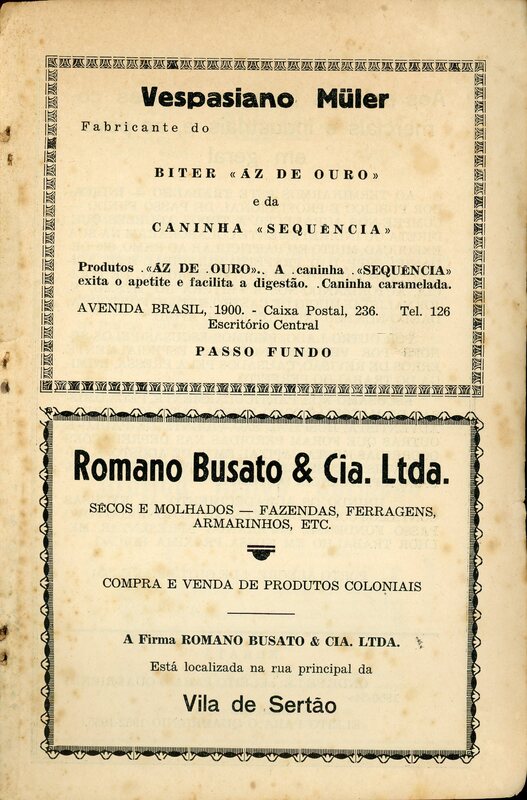 Vespasiano Müler
Fabricante do
BITER «ÁZ DE OURO»
e da
CANINHA «SEQUÊNCIA»
Produtos .«ÁZ DE .OURO».. A .caninha .«SEQUÊNCIA»
exita o apetite e facilita a digestão. .Caninha caramelada.
AVENIDA BRASIL, 1900. - Caixa Postal, 236. Tel. 126
Escritório Central
PASSO FUNDO
Romano Busato & Cia. Ltda.
SÊCOS E MOLHADOS — FAZENDAS, FERRAGENS,
ARMARINHOS, ETC.
COMPRA E VENDA DE PRODUTOS COLONIAIS
A Firma ROMANO BUSATO & CIA. LTDA.
Está localizada na rua principal da
Vila de Sertão